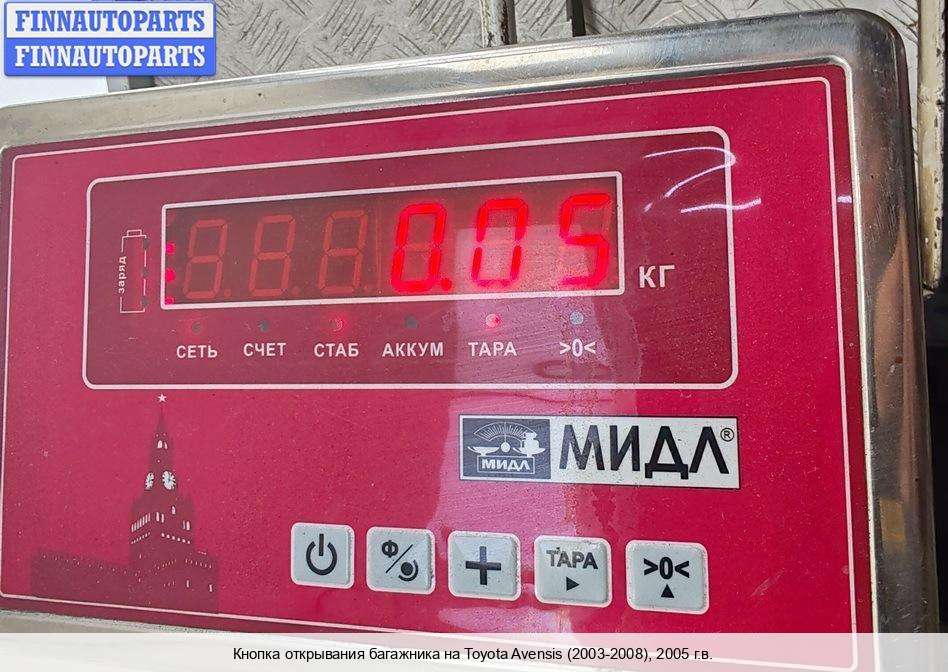 FINNAUTOPARTS
FINNAUTOPARTS
0.05
КГ
заряд
СЕТЬ СЧЕТ СТАБ АККУМ ТАРА >0<
МИДЛ МИДЛ®
Ф ТАРА >0<
Кнопка открывания багажника на Toyota Avensis (2003-2008), 2005 г.в.